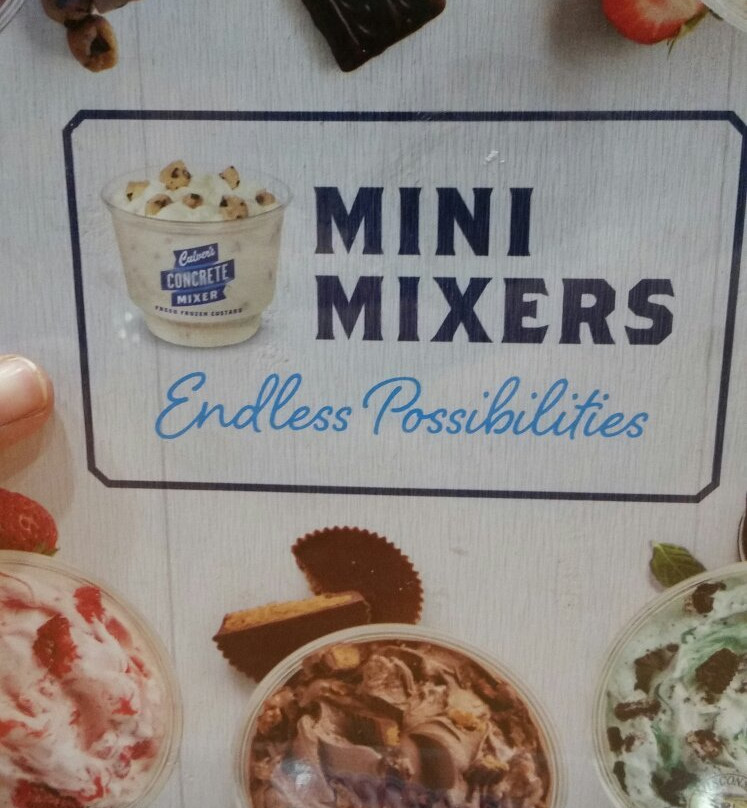 MINI
MIXERS
Culver's
CONCRETE
MIXER
FRESH FROZEN CUSTARD
Endless Possibilities